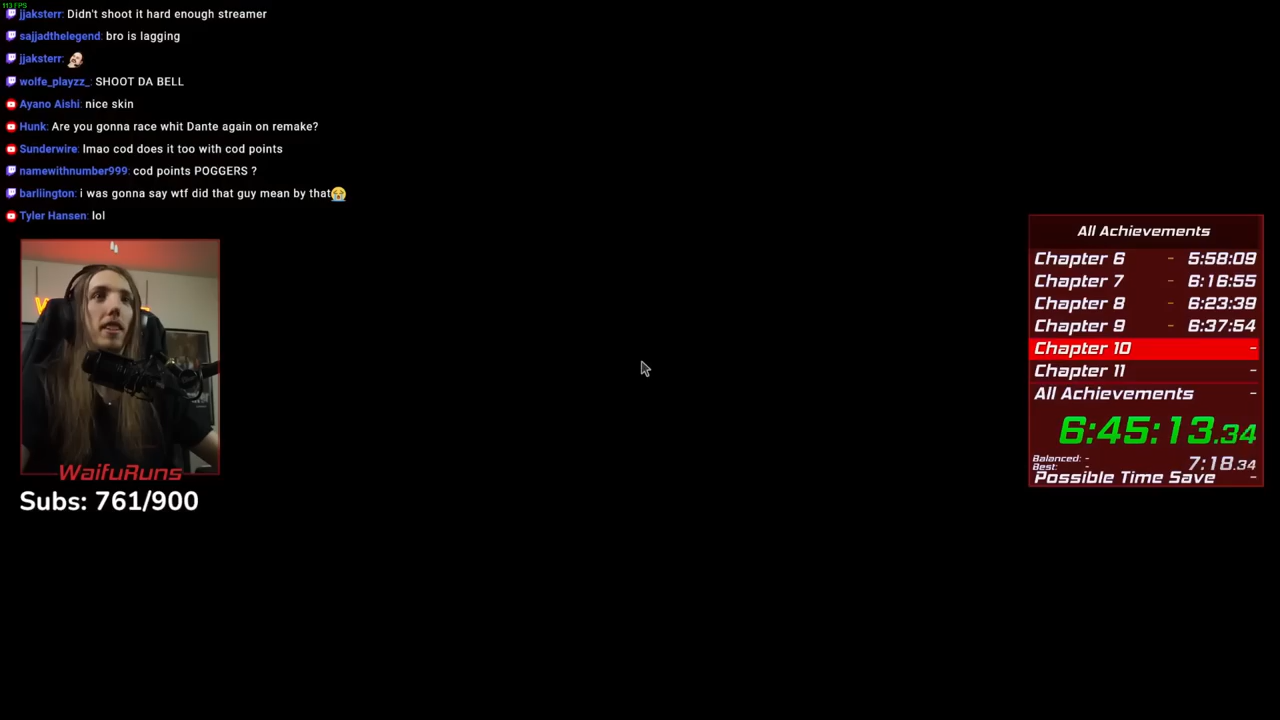 113 FPS
jjaksterr: Didn't shoot it hard enough streamer
sajjadthelegend: bro is lagging
jjaksterr:
wolfe_playzz_: SHOOT DA BELL
Ayano Aishi: nice skin
Hunk: Are you gonna race whit Dante again on remake?
Sunderwire: lmao cod does it too with cod points
namewithnumber999: cod points POGGERS ?
barliington: i was gonna say wtf did that guy mean by that😭
Tyler Hansen: lol
WaifuRuns
Subs: 761/900
All Achievements
Chapter 6 - 5:58:09
Chapter 7 - 6:16:55
Chapter 8 - 6:23:39
Chapter 9 - 6:37:54
Chapter 10 -
Chapter 11 -
All Achievements -
6:45:13.34
Balanced: -
Best: - 7:18.34
Possible Time Save -